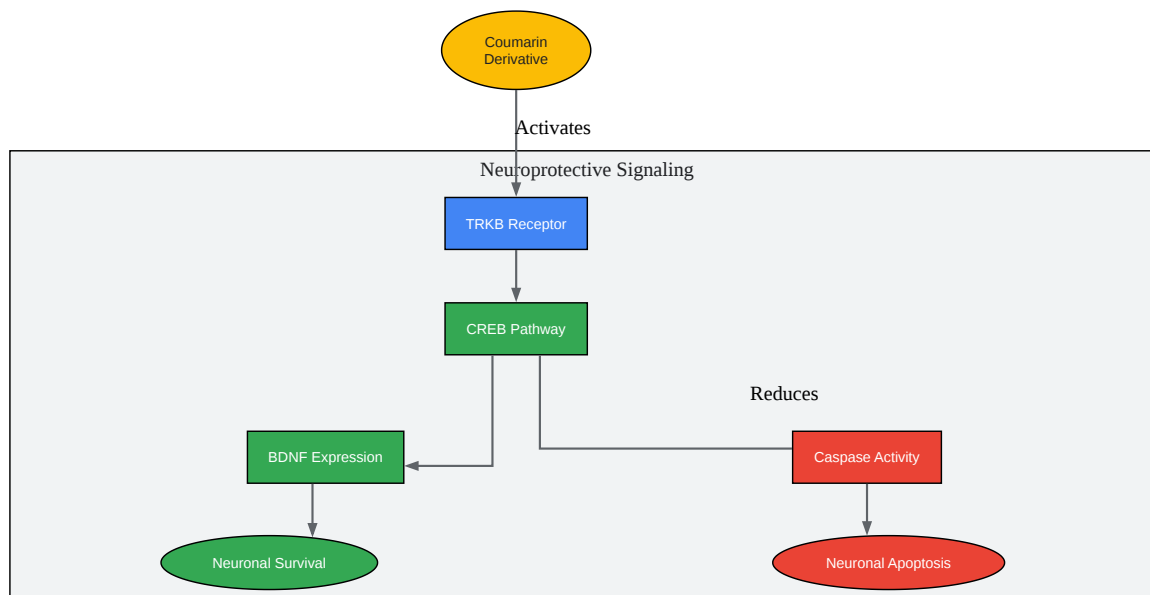 Coumarin
Derivative
Activates
Neuroprotective Signaling
TRKB Receptor
CREB Pathway
Reduces
BDNF Expression
Caspase Activity
Neuronal Survival
Neuronal Apoptosis